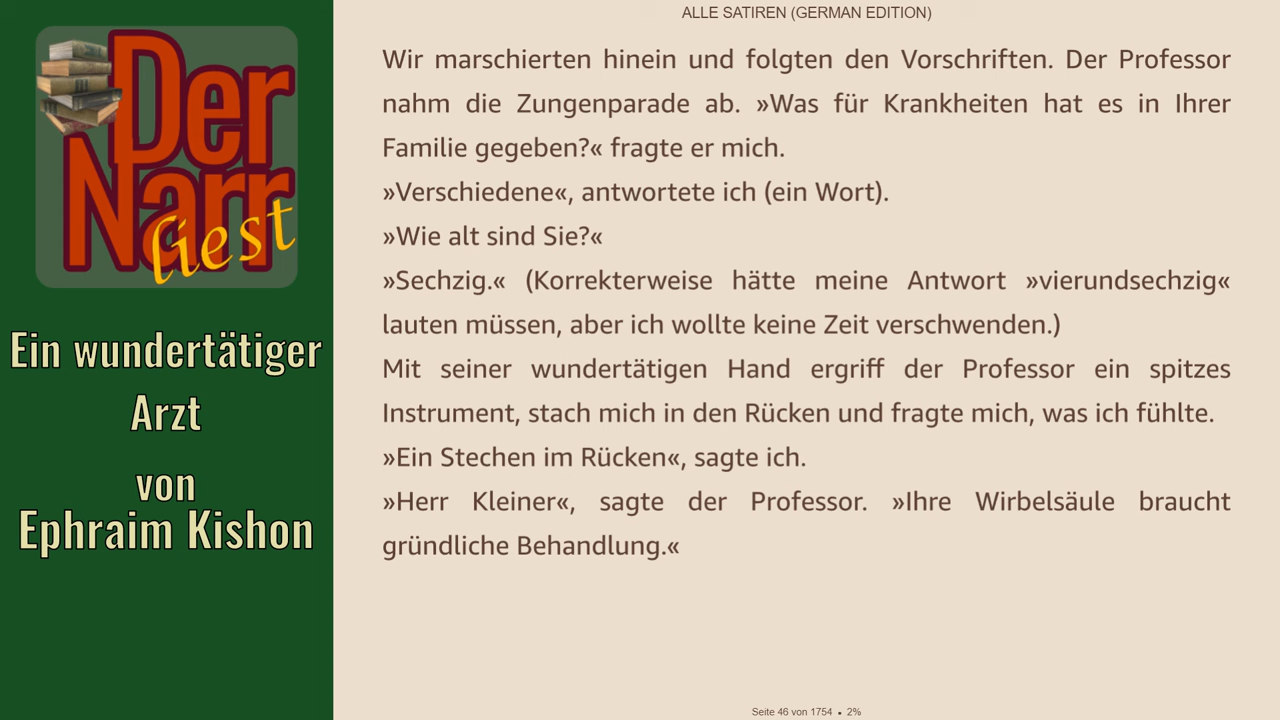 Der
Narr
liest
Ein wundertätiger
Arzt
von
Ephraim Kishon
ALLE SATIREN (GERMAN EDITION)
Wir marschierten hinein und folgten den Vorschriften. Der Professor
nahm die Zungenparade ab. »Was für Krankheiten hat es in Ihrer
Familie gegeben?« fragte er mich.
»Verschiedene«, antwortete ich (ein Wort).
»Wie alt sind Sie?«
»Sechzig.« (Korrekterweise hätte meine Antwort »vierundsechzig«
lauten müssen, aber ich wollte keine Zeit verschwenden.)
Mit seiner wundertätigen Hand ergriff der Professor ein spitzes
Instrument, stach mich in den Rücken und fragte mich, was ich fühlte.
»Ein Stechen im Rücken«, sagte ich.
»Herr Kleiner«, sagte der Professor. »Ihre Wirbelsäule braucht
gründliche Behandlung.«
Seite 46 von 1754 • 2%